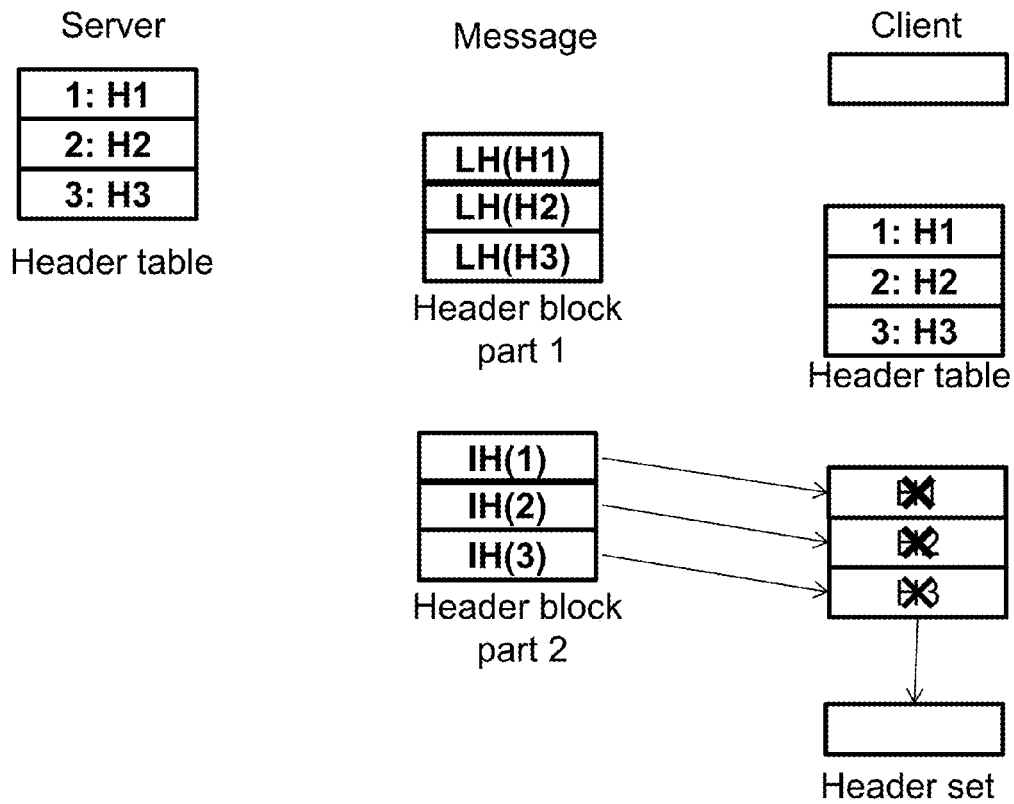 Server
Message
Client
1: H1
2: H2
3: H3
Header table
LH(H1)
LH(H2)
LH(H3)
Header block
part 1
1: H1
2: H2
3: H3
Header table
IH(1)
IH(2)
IH(3)
Header block
part 2
Header set